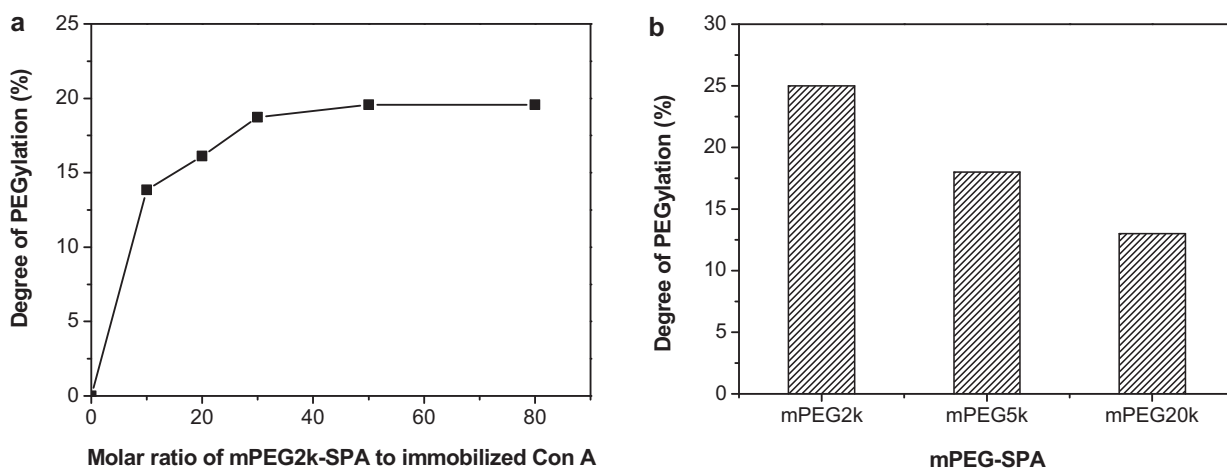 a
25
20
15
10
5
0
Degree of PEGylation (%)
0 20 40 60 80
Molar ratio of mPEG2k-SPA to immobilized Con A
b
30
25
20
15
10
5
0
Degree of PEGylation (%)
mPEG2k mPEG5k mPEG20k
mPEG-SPA